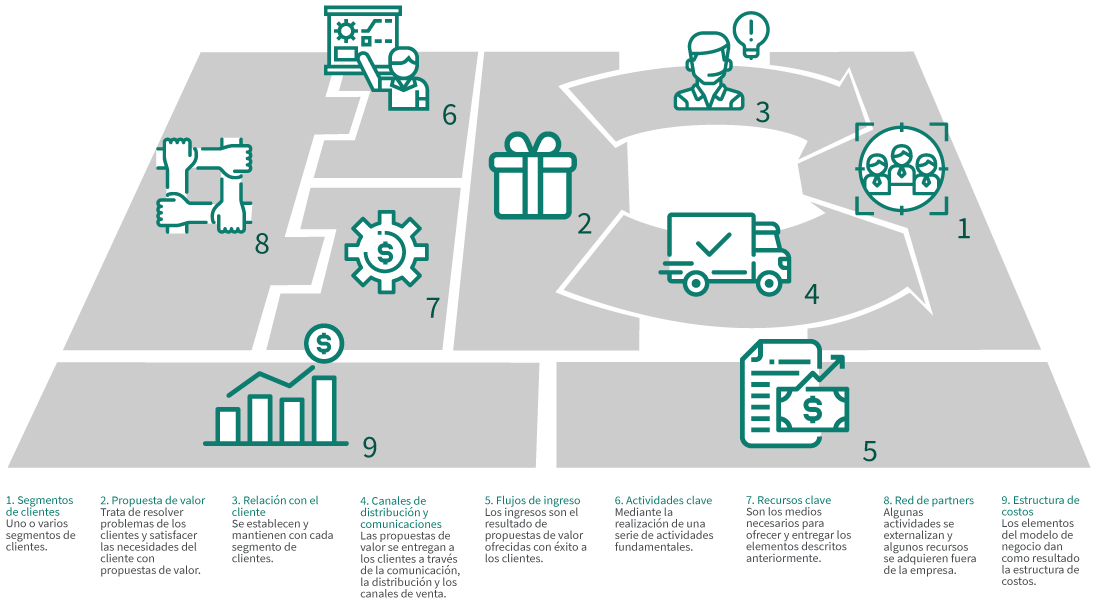 6
3
2
1
8
7
4
9
5
1. Segmentos
de clientes
Uno o varios
segmentos de
clientes.
2. Propuesta de valor
Trata de resolver
problemas de los
clientes y satisfacer
las necesidades del
cliente con
propuestas de valor.
3. Relación con el
cliente
Se establecen y
mantienen con cada
segmento de
clientes.
4. Canales de
distribución y
comunicaciones
Las propuestas de
valor se entregan a
los clientes a través
de la comunicación,
la distribución y los
canales de venta.
5. Flujos de ingreso
Los ingresos son el
resultado de
propuestas de valor
ofrecidas con éxito a
los clientes.
6. Actividades clave
Mediante la
realización de una
serie de actividades
fundamentales.
7. Recursos clave
Son los medios
necesarios para
ofrecer y entregar los
elementos descritos
anteriormente.
8. Red de partners
Algunas
actividades se
externalizan y
algunos recursos
se adquieren fuera
de la empresa.
9. Estructura de
costos
Los elementos
del modelo de
negocio dan
como resultado
la estructura de
costos.